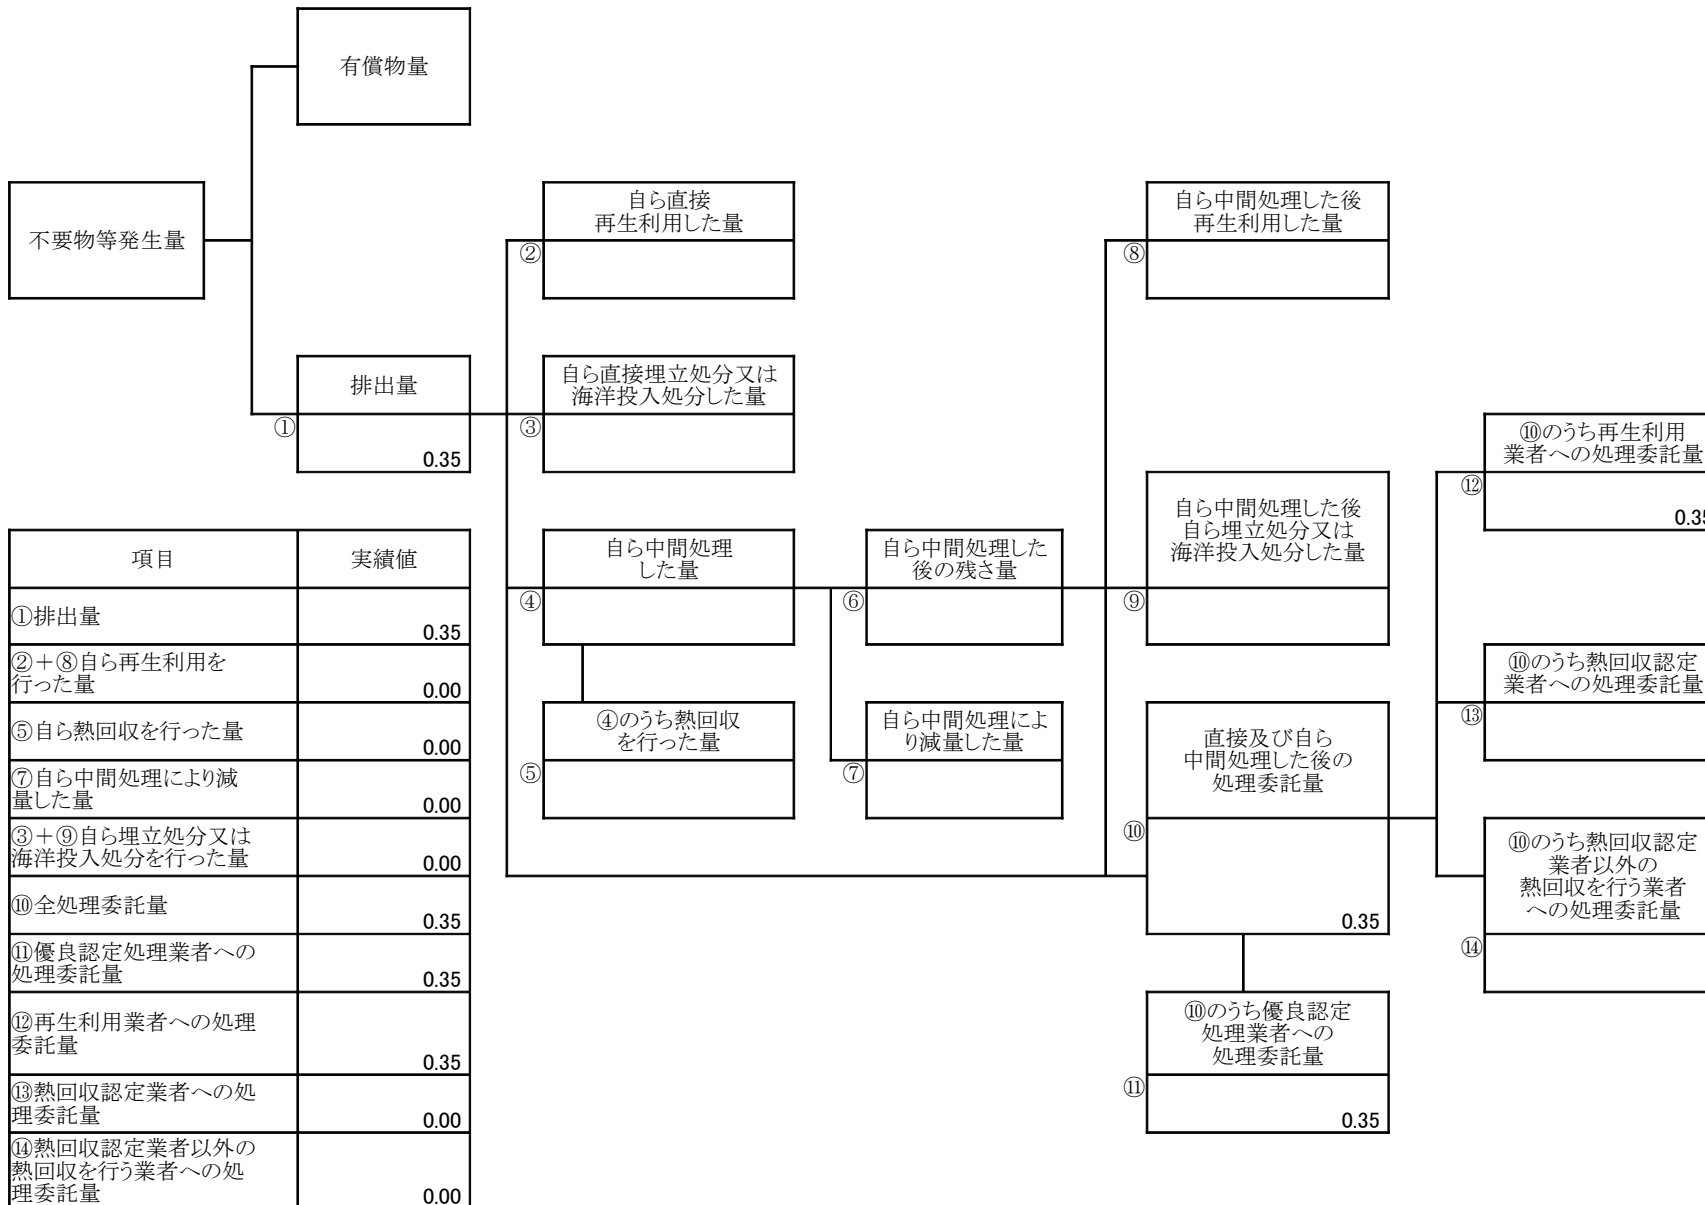 有償物量
不要物等発生量
自ら直接
再生利用した量
②
自ら中間処理した後
再生利用した量
⑧
排出量
①
0.35
自ら直接埋立処分又は
海洋投入処分した量
③
⑩のうち再生利用
業者への処理委託量
⑫
0.35
自ら中間処理
した量
④
自ら中間処理した
後の残さ量
⑥
自ら中間処理した後
自ら埋立処分又は
海洋投入処分した量
⑨
⑩のうち熱回収認定
業者への処理委託量
⑬
④のうち熱回収
を行った量
⑤
自ら中間処理によ
り減量した量
⑦
直接及び自ら
中間処理した後の
処理委託量
⑩
0.35
⑩のうち熱回収認定
業者以外の
熱回収を行う業者
への処理委託量
⑭
⑩のうち優良認定
処理業者への
処理委託量
⑪
0.35
項目 実績値
①排出量
0.35
②+⑧自ら再生利用を
行った量
0.00
⑤自ら熱回収を行った量
0.00
⑦自ら中間処理により減
量した量
0.00
③+⑨自ら埋立処分又は
海洋投入処分を行った量
0.00
⑩全処理委託量
0.35
⑪優良認定処理業者への
処理委託量
0.35
⑫再生利用業者への処理
委託量
0.35
⑬熱回収認定業者への処
理委託量
0.00
⑭熱回収認定業者以外の
熱回収を行う業者への処
理委託量
0.00